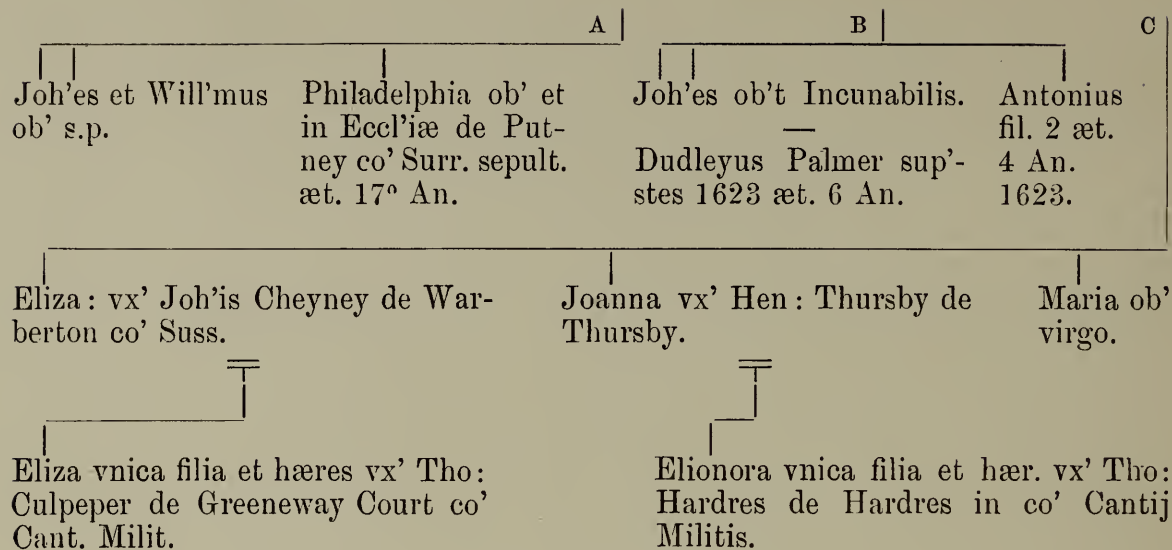 A
B
C
Joh'es et Will'mus
ob' s.p.
Philadelphia ob' et
in Eccl'iæ de Put-
ney co' Surr. sepult.
æt. 17º An.
Joh'es ob't Incunabilis.
—
Dudleyus Palmer sup'-
stes 1623 æt. 6 An.
Antonius
fil. 2 æt.
4 An.
1623.
Eliza: vx' Joh'is Cheyney de War-
berton co' Suss.
Joanna vx' Hen: Thursby de
Thursby.
Maria ob'
virgo.
Eliza vnica filia et hæres vx' Tho:
Culpeper de Greeneway Court co'
Cant. Milit.
Elionora vnica filia et hær. vx' Tho:
Hardres de Hardres in co' Cantij
Militis.